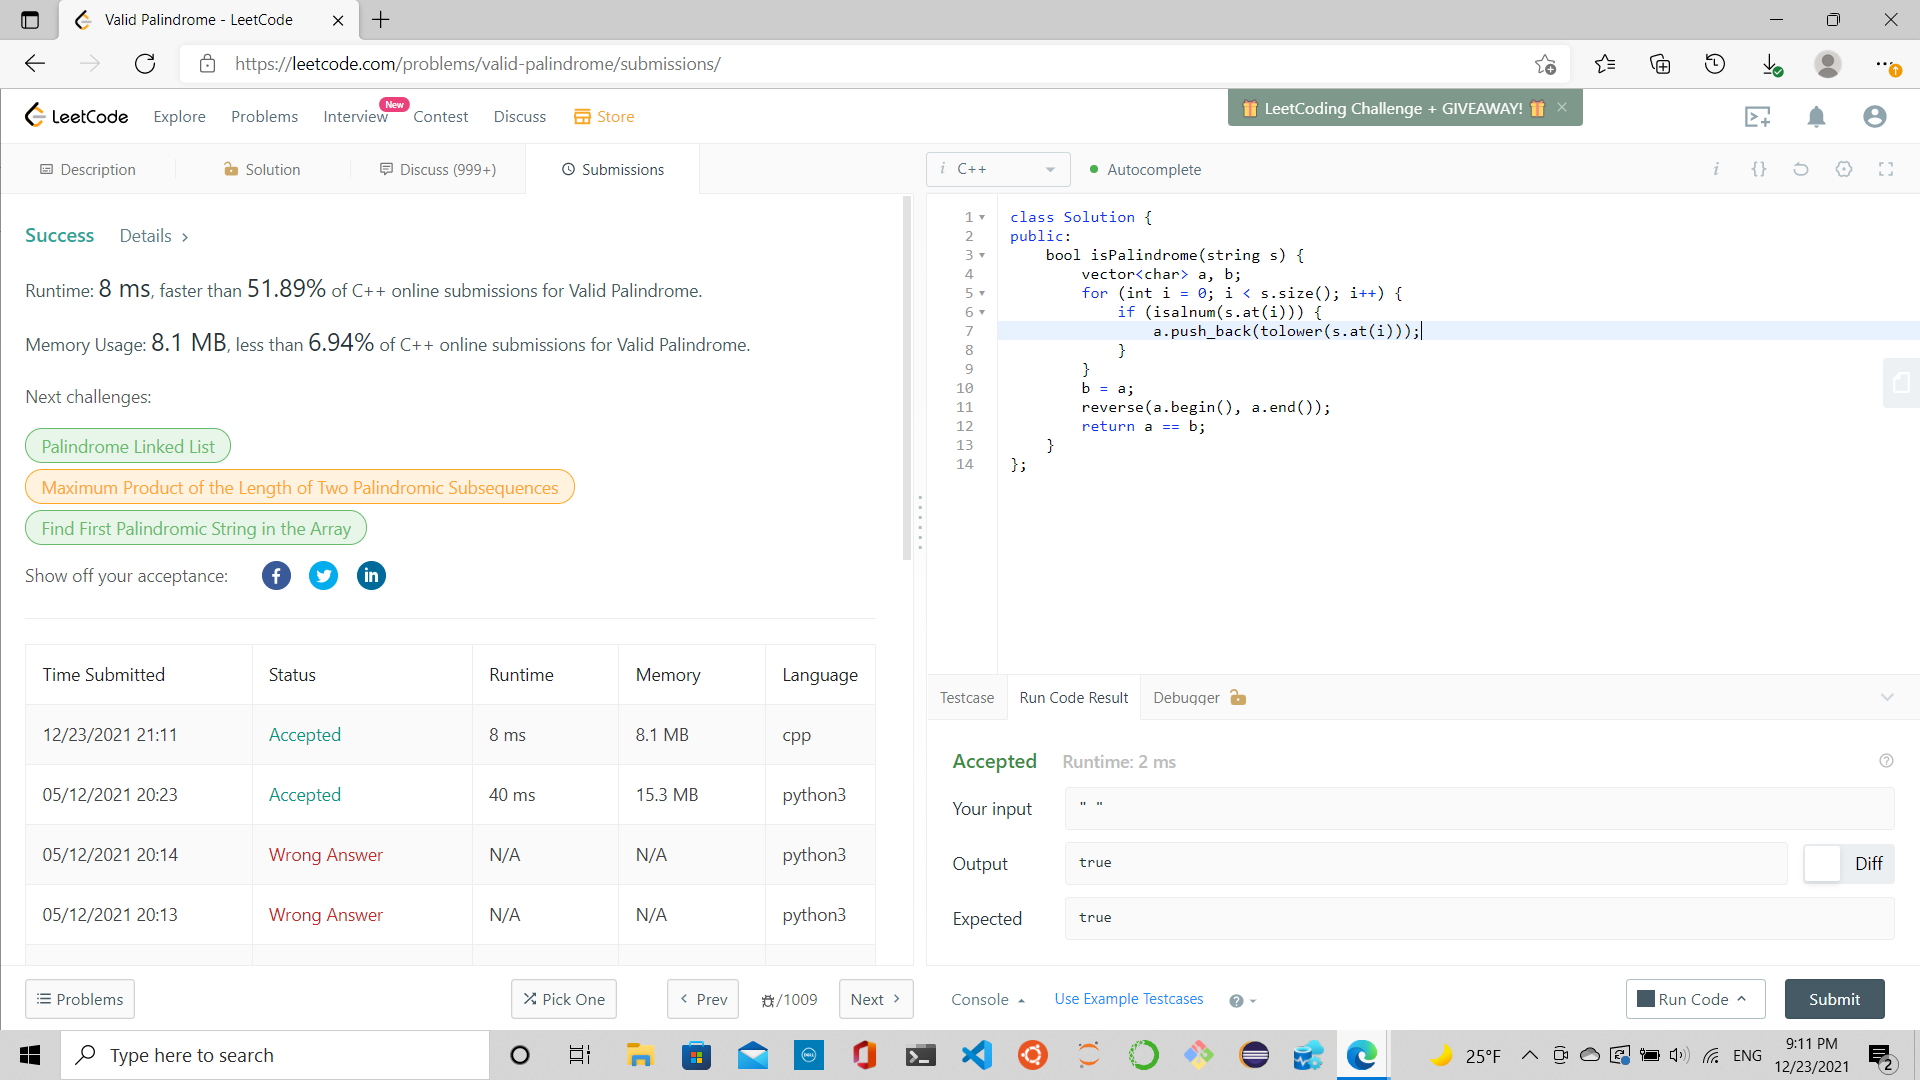 Valid Palindrome - LeetCode
https://leetcode.com/problems/valid-palindrome/submissions/
LeetCode Explore Problems Interview New Contest Discuss Store
LeetCoding Challenge + GIVEAWAY!
Description Solution Discuss (999+) Submissions
i C++ Autocomplete
Success Details >
Runtime: 8 ms, faster than 51.89% of C++ online submissions for Valid Palindrome.
Memory Usage: 8.1 MB, less than 6.94% of C++ online submissions for Valid Palindrome.
Next challenges:
Palindrome Linked List
Maximum Product of the Length of Two Palindromic Subsequences
Find First Palindromic String in the Array
Show off your acceptance:
Time Submitted Status Runtime Memory Language
12/23/2021 21:11 Accepted 8 ms 8.1 MB cpp
05/12/2021 20:23 Accepted 40 ms 15.3 MB python3
05/12/2021 20:14 Wrong Answer N/A N/A python3
05/12/2021 20:13 Wrong Answer N/A N/A python3
Problems Pick One < Prev /1009 Next >
1 class Solution {
2 public:
3     bool isPalindrome(string s) {
4         vector<char> a, b;
5         for (int i = 0; i < s.size(); i++) {
6             if (isalnum(s.at(i))) {
7                 a.push_back(tolower(s.at(i)));
8             }
9         }
10         b = a;
11         reverse(a.begin(), a.end());
12         return a == b;
13     }
14 };
Testcase Run Code Result Debugger
Accepted Runtime: 2 ms
Your input " "
Output true Diff
Expected true
Console Use Example Testcases Run Code Submit
Type here to search
DELL
25°F ENG 9:11 PM
12/23/2021 2